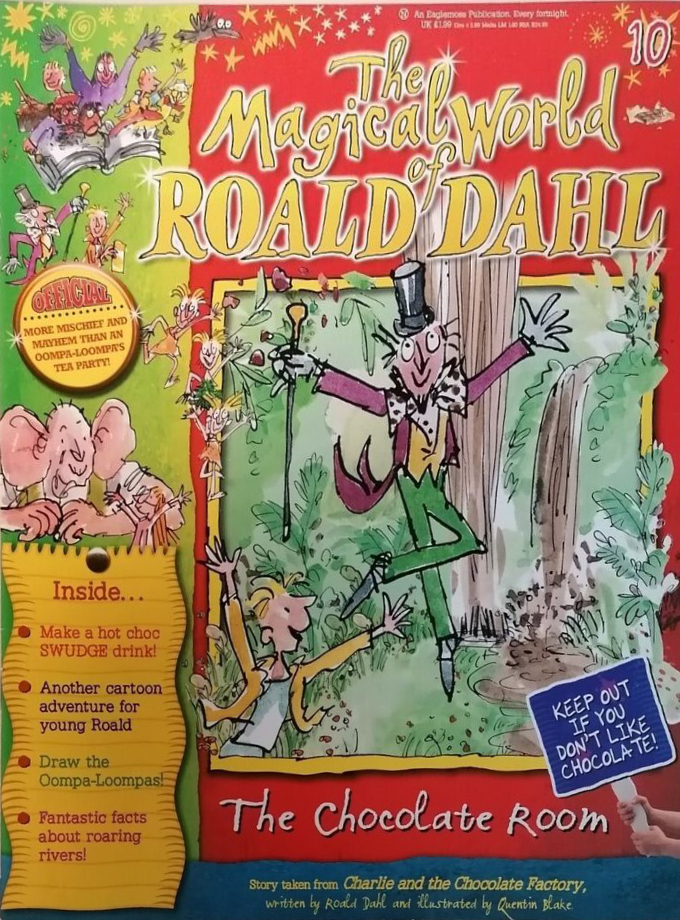 An Eaglemoss Publication. Every fortnight.
UK £1.99
10
The
Magical World
of
ROALD DAHL
OFFICIAL
MORE MISCHIEF AND
MAYHEM THAN AN
OOMPA-LOOMPA'S
TEA PARTY!
Inside...
Make a hot choc
SWUDGE drink!
Another cartoon
adventure for
young Roald
Draw the
Oompa-Loompas!
Fantastic facts
about roaring
rivers!
KEEP OUT
IF YOU
DON'T LIKE
CHOCOLATE!
The Chocolate Room
Story taken from Charlie and the Chocolate Factory,
written by Roald Dahl and illustrated by Quentin Blake.